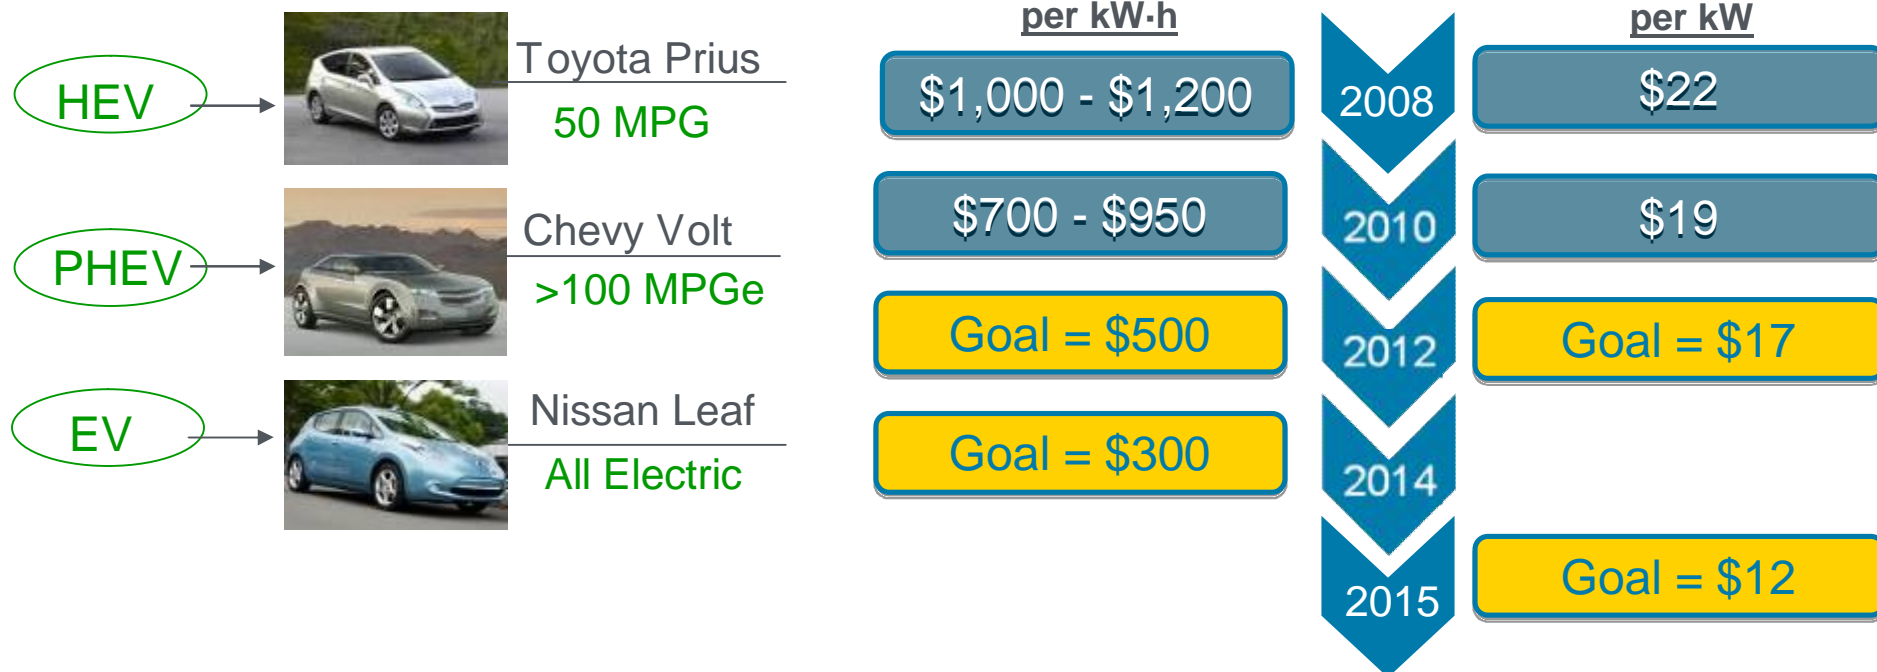 HEV
Toyota Prius
50 MPG
PHEV
Chevy Volt
>100 MPGe
EV
Nissan Leaf
All Electric
per kW·h
per kW
$1,000 - $1,200
2008
$22
$700 - $950
2010
$19
Goal = $500
2012
Goal = $17
Goal = $300
2014
2015
Goal = $12